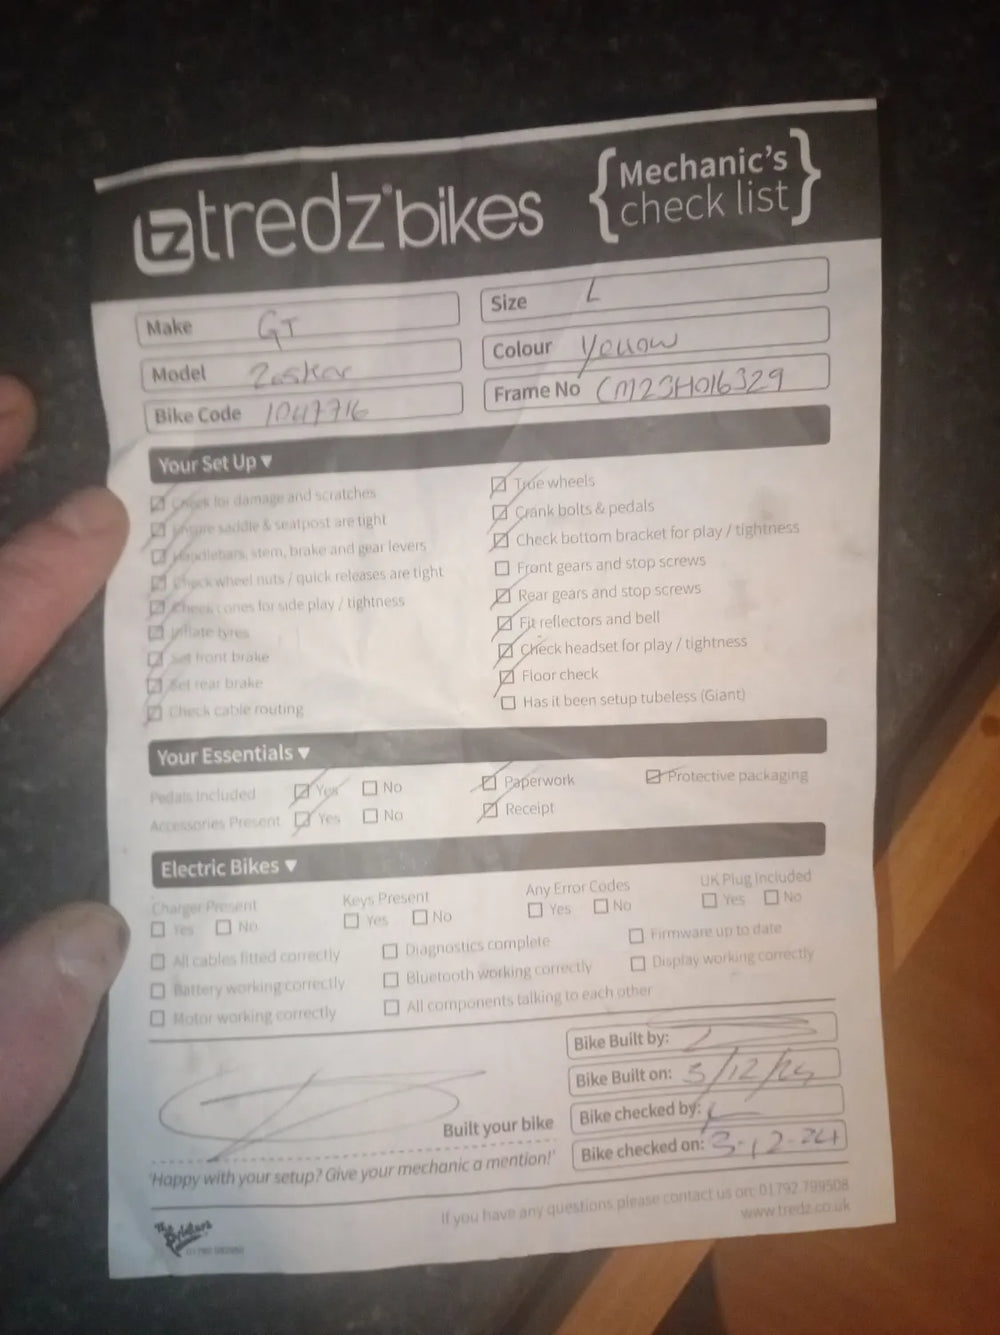 tredz bikes
{Mechanic's
check list}
Make GT
Size L
Model Zaskar
Colour Yellow
Bike Code 1047716
Frame No CM23H016329
Your Set Up ▼
☑ Check for damage and scratches
☑ Ensure saddle & seatpost are tight
☑ Handlebars, stem, brake and gear levers
☑ Check wheel nuts / quick releases are tight
☑ Check cones for side play / tightness
☑ Inflate tyres
☑ Set front brake
☑ Set rear brake
☑ Check cable routing
☑ True wheels
☑ Crank bolts & pedals
☑ Check bottom bracket for play / tightness
☐ Front gears and stop screws
☑ Rear gears and stop screws
☑ Fit reflectors and bell
☑ Check headset for play / tightness
☑ Floor check
☐ Has it been setup tubeless (Giant)
Your Essentials ▼
Pedals Included ☑ Yes ☐ No ☑ Paperwork ☑ Protective packaging
Accessories Present ☑ Yes ☐ No ☑ Receipt
Electric Bikes ▼
Charger Present Keys Present Any Error Codes UK Plug Included
☐ Yes ☐ No ☐ Yes ☐ No ☐ Yes ☐ No ☐ Yes ☐ No
☐ All cables fitted correctly ☐ Diagnostics complete ☐ Firmware up to date
☐ Battery working correctly ☐ Bluetooth working correctly ☐ Display working correctly
☐ Motor working correctly ☐ All components talking to each other
Bike Built by:
Bike Built on: 3/12/24
Built your bike
Bike checked by:
Bike checked on: 3-12-24
'Happy with your setup? Give your mechanic a mention!'
If you have any questions please contact us on: 01792 799508
www.tredz.co.uk
The Printers